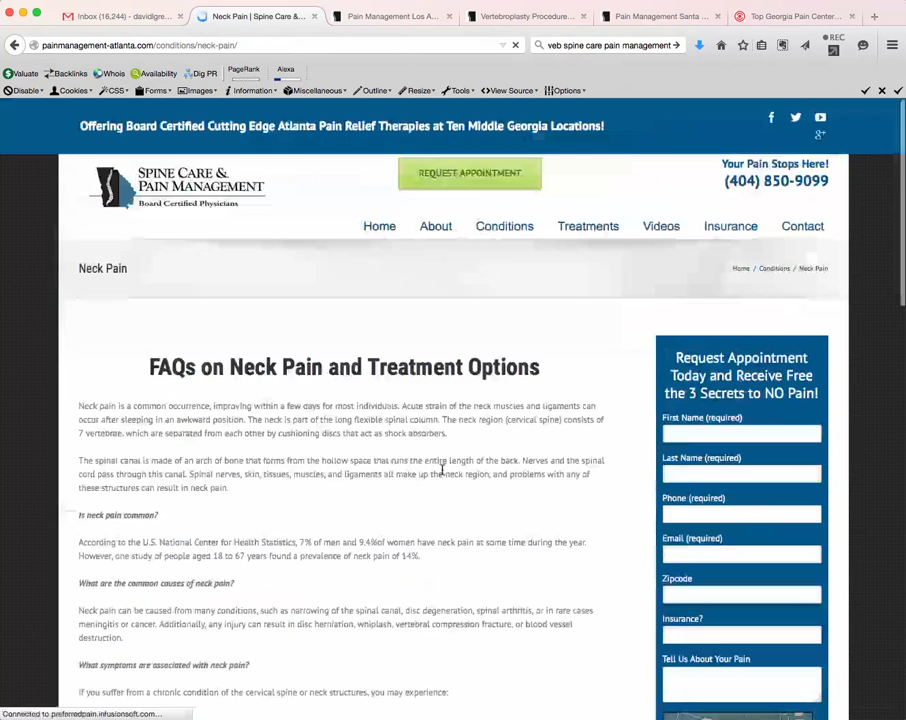 Inbox (16,244) - davidlgre...
Neck Pain | Spine Care &...
Pain Management Los A...
Vertebroplasty Procedure...
Pain Management Santa ...
Top Georgia Pain Center...
painmanagement-atlanta.com/conditions/neck-pain/
veb spine care pain management
REC
Valuate Backlinks Whois Availability Dig PR PageRank Alexa
Disable Cookies CSS Forms Images Information Miscellaneous Outline Resize Tools View Source Options
Offering Board Certified Cutting Edge Atlanta Pain Relief Therapies at Ten Middle Georgia Locations!
SPINE CARE &
PAIN MANAGEMENT
Board Certified Physicians
REQUEST APPOINTMENT
Your Pain Stops Here!
(404) 850-9099
Home About Conditions Treatments Videos Insurance Contact
Neck Pain
Home / Conditions / Neck Pain
FAQs on Neck Pain and Treatment Options
Neck pain is a common occurrence, improving within a few days for most individuals. Acute strain of the neck muscles and ligaments can
occur after sleeping in an awkward position. The neck is part of the long flexible spinal column. The neck region (cervical spine) consists of
7 vertebrae, which are separated from each other by cushioning discs that act as shock absorbers.
The spinal canal is made of an arch of bone that forms from the hollow space that runs the entire length of the back. Nerves and the spinal
cord pass through this canal. Spinal nerves, skin, tissues, muscles, and ligaments all make up the neck region, and problems with any of
these structures can result in neck pain.
Is neck pain common?
According to the U.S. National Center for Health Statistics, 7% of men and 9.4%of women have neck pain at some time during the year.
However, one study of people aged 18 to 67 years found a prevalence of neck pain of 14%.
What are the common causes of neck pain?
Neck pain can be caused from many conditions, such as narrowing of the spinal canal, disc degeneration, spinal arthritis, or in rare cases
meningitis or cancer. Additionally, any injury can result in disc herniation, whiplash, vertebral compression fracture, or blood vessel
destruction.
What symptoms are associated with neck pain?
If you suffer from a chronic condition of the cervical spine or neck structures, you may experience:
Request Appointment
Today and Receive Free
the 3 Secrets to NO Pain!
First Name (required)
Last Name (required)
Phone (required)
Email (required)
Zipcode
Insurance?
Tell Us About Your Pain
Connected to preferredpain.infusionsoft.com...